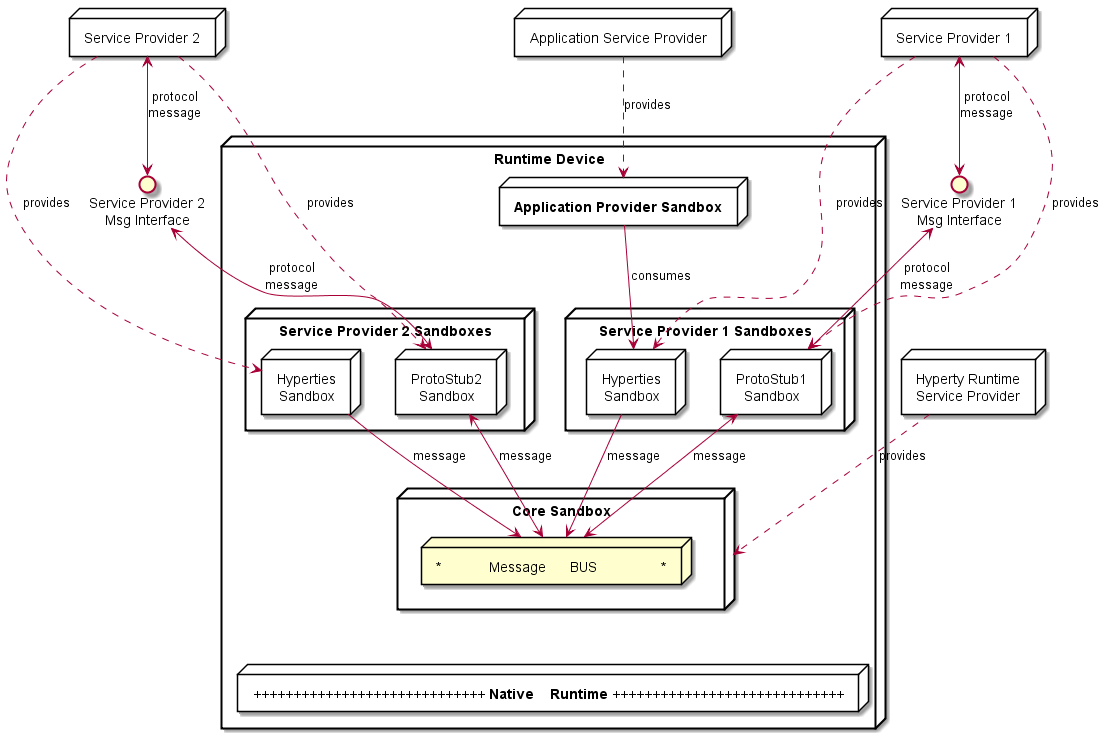 Service Provider 2
Application Service Provider
Service Provider 1
protocol
message
provides
protocol
message
Runtime Device
Service Provider 2
Msg Interface
Application Provider Sandbox
Service Provider 1
Msg Interface
provides
provides
provides
provides
protocol
message
consumes
protocol
message
Service Provider 2 Sandboxes
Service Provider 1 Sandboxes
Hyperties
Sandbox
ProtoStub2
Sandbox
Hyperties
Sandbox
ProtoStub1
Sandbox
Hyperty Runtime
Service Provider
message
message
message
message
provides
Core Sandbox
* Message BUS *
+++++++++++++++++++++++++++++ Native Runtime +++++++++++++++++++++++++++++